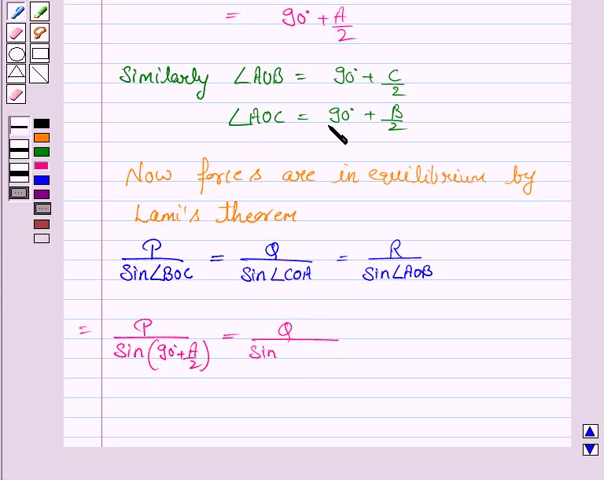 = 90° + A/2
Similarly ∠AOB = 90° + C/2
∠AOC = 90° + B/2
Now forces are in equilibrium by
Lami's theorem
P/Sin∠BOC = Q/Sin∠COA = R/Sin∠AOB
= P/Sin(90°+A/2) = Q/Sin